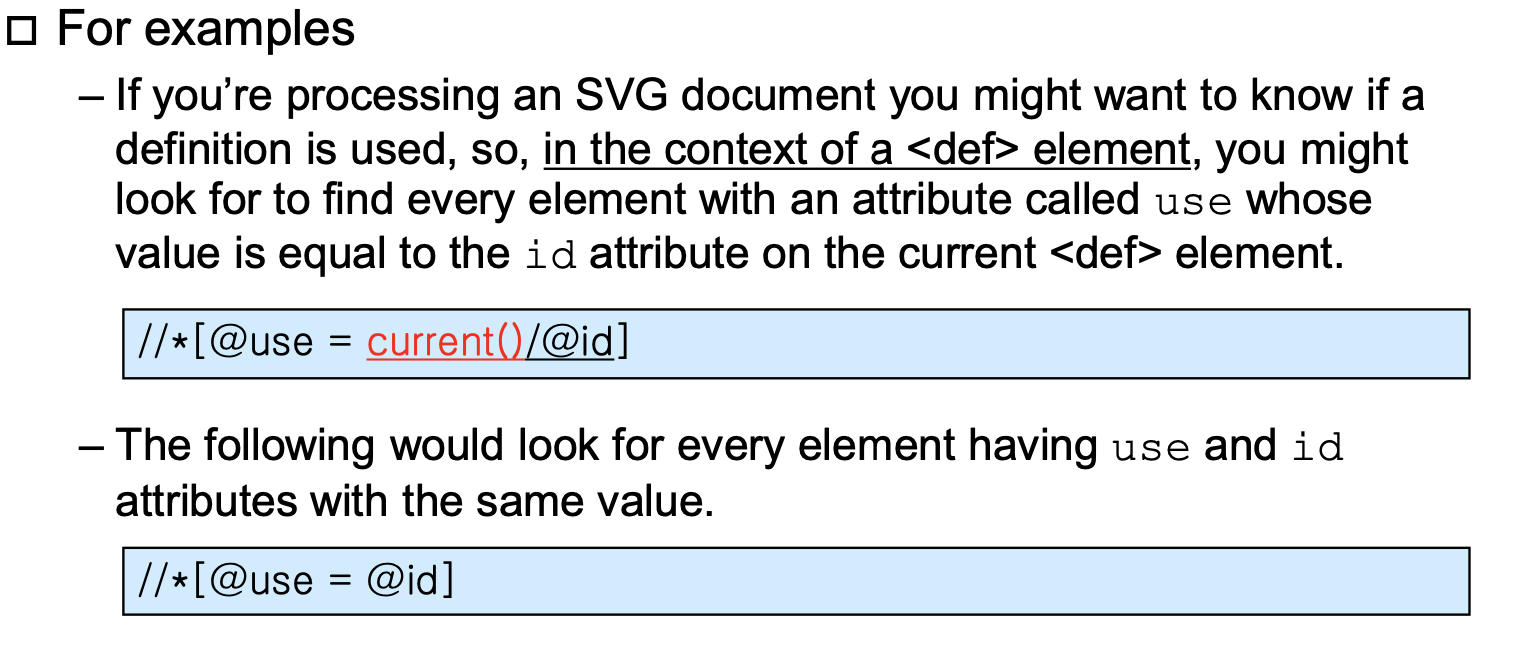 □ For examples
– If you’re processing an SVG document you might want to know if a
definition is used, so, in the context of a <def> element, you might
look for to find every element with an attribute called use whose
value is equal to the id attribute on the current <def> element.
//*[@use = current()/@id]
– The following would look for every element having use and id
attributes with the same value.
//*[@use = @id]